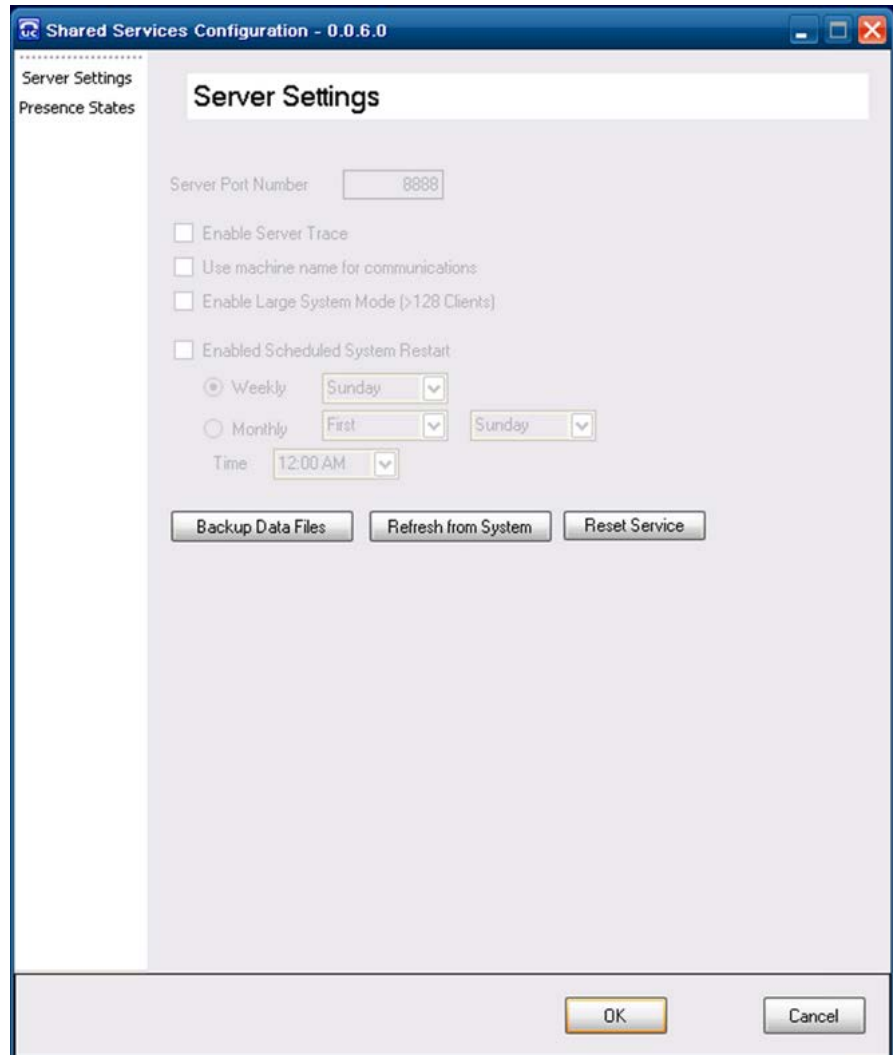 UC Shared Services Configuration - 0.0.6.0
Server Settings
Presence States
Server Settings
Server Port Number 8888
Enable Server Trace
Use machine name for communications
Enable Large System Mode (>128 Clients)
Enabled Scheduled System Restart
Weekly Sunday
Monthly First Sunday
Time 12:00 AM
Backup Data Files Refresh from System Reset Service
OK Cancel